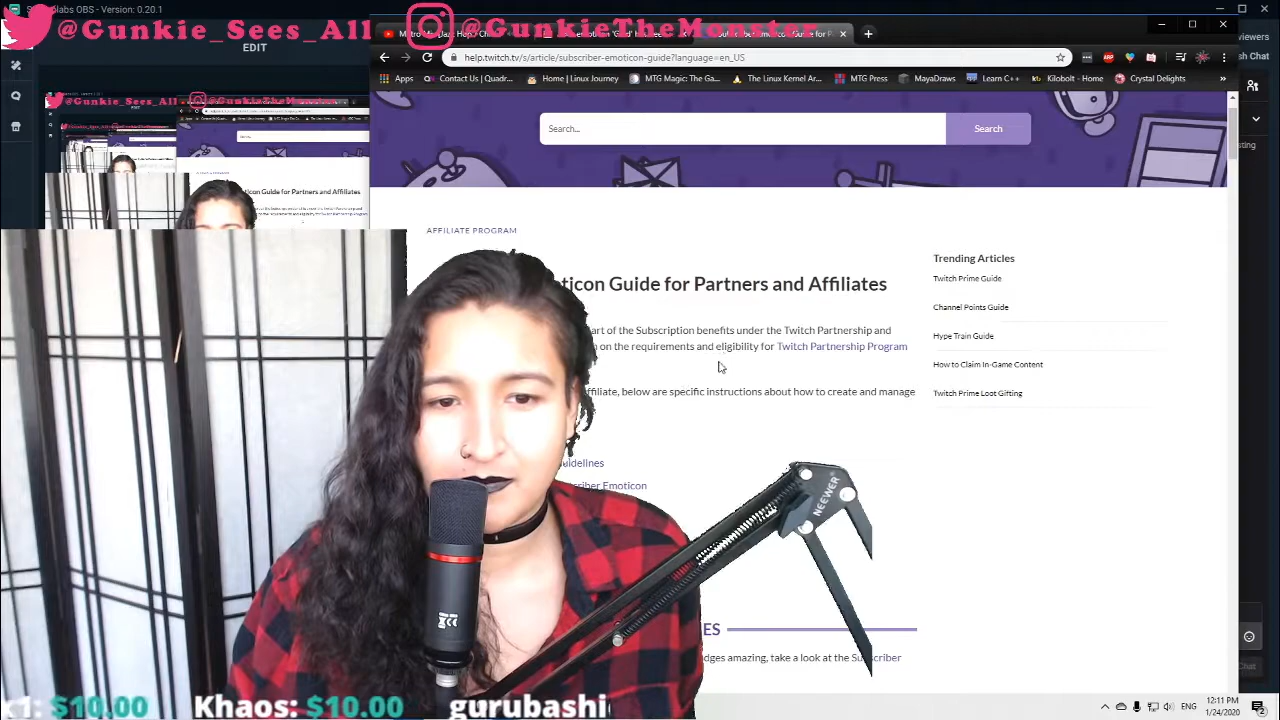 Streamlabs OBS - Version: 0.20.1
@Gunkie_Sees_All
@GunkieTheMonster
EDIT
help.twitch.tv/s/article/subscriber-emoticon-guide?language=en_US
Apps
Contact Us | Quadr...
Home | Linux Journey
MTG Magic: The Ga...
The Linux Kernel Ar...
MTG Press
MayaDraws
Learn C++
Kilobolt - Home
Crystal Delights
Search...
Search
AFFILIATE PROGRAM
ticon Guide for Partners and Affiliates
art of the Subscription benefits under the Twitch Partnership and
n on the requirements and eligibility for Twitch Partnership Program
ffiliate, below are specific instructions about how to create and manage
uidelines
scriber Emoticon
ES
dges amazing, take a look at the Subscriber
Trending Articles
Twitch Prime Guide
Channel Points Guide
Hype Train Guide
How to Claim In-Game Content
Twitch Prime Loot Gifting
NEEWER
Chat
$10.00
Khaos: $10.00
gurubashi
ENG
12:11 PM
1/24/2020